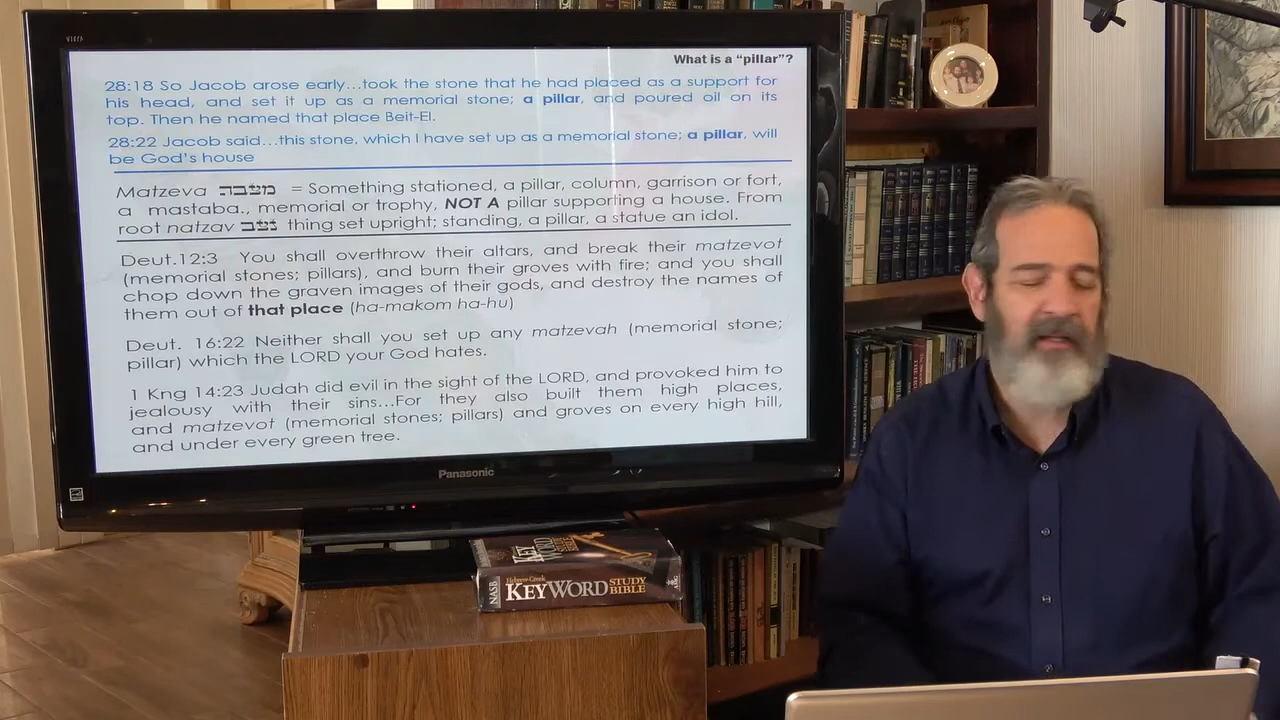 What is a “pillar”?
28:18 So Jacob arose early…took the stone that he had placed as a support for
his head, and set it up as a memorial stone; a pillar, and poured oil on its
top. Then he named that place Beit-El.
28:22 Jacob said…this stone, which I have set up as a memorial stone; a pillar, will
be God’s house
Matzeva מצבה = Something stationed, a pillar, column, garrison or fort,
a mastaba., memorial or trophy, NOT A pillar supporting a house. From
root natzav נצב thing set upright; standing, a pillar, a statue an idol.
Deut.12:3 You shall overthrow their altars, and break their matzevot
(memorial stones; pillars), and burn their groves with fire; and you shall
chop down the graven images of their gods, and destroy the names of
them out of that place (ha-makom ha-hu)
Deut. 16:22 Neither shall you set up any matzevah (memorial stone;
pillar) which the LORD your God hates.
1 Kng 14:23 Judah did evil in the sight of the LORD, and provoked him to
jealousy with their sins…For they also built them high places,
and matzevot (memorial stones; pillars) and groves on every high hill,
and under every green tree.
Panasonic
KEY WORD
NASB
Hebrew-Greek
KEY WORD STUDY BIBLE
AMG